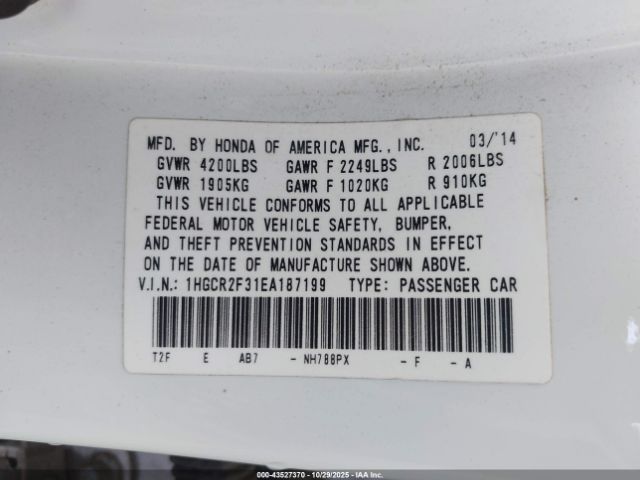 MFD. BY HONDA OF AMERICA MFG., INC. 03/'14
GVWR 4200LBS GAWR F 2249LBS R 2006LBS
GVWR 1905KG GAWR F 1020KG R 910KG
THIS VEHICLE CONFORMS TO ALL APPLICABLE
FEDERAL MOTOR VEHICLE SAFETY, BUMPER,
AND THEFT PREVENTION STANDARDS IN EFFECT
ON THE DATE OF MANUFACTURE SHOWN ABOVE.
V.I.N.: 1HGCR2F31EA187199 TYPE: PASSENGER CAR
T2F E AB7 - NH788PX - F - A
000-43527370 - 10/29/2025 - IAA Inc.